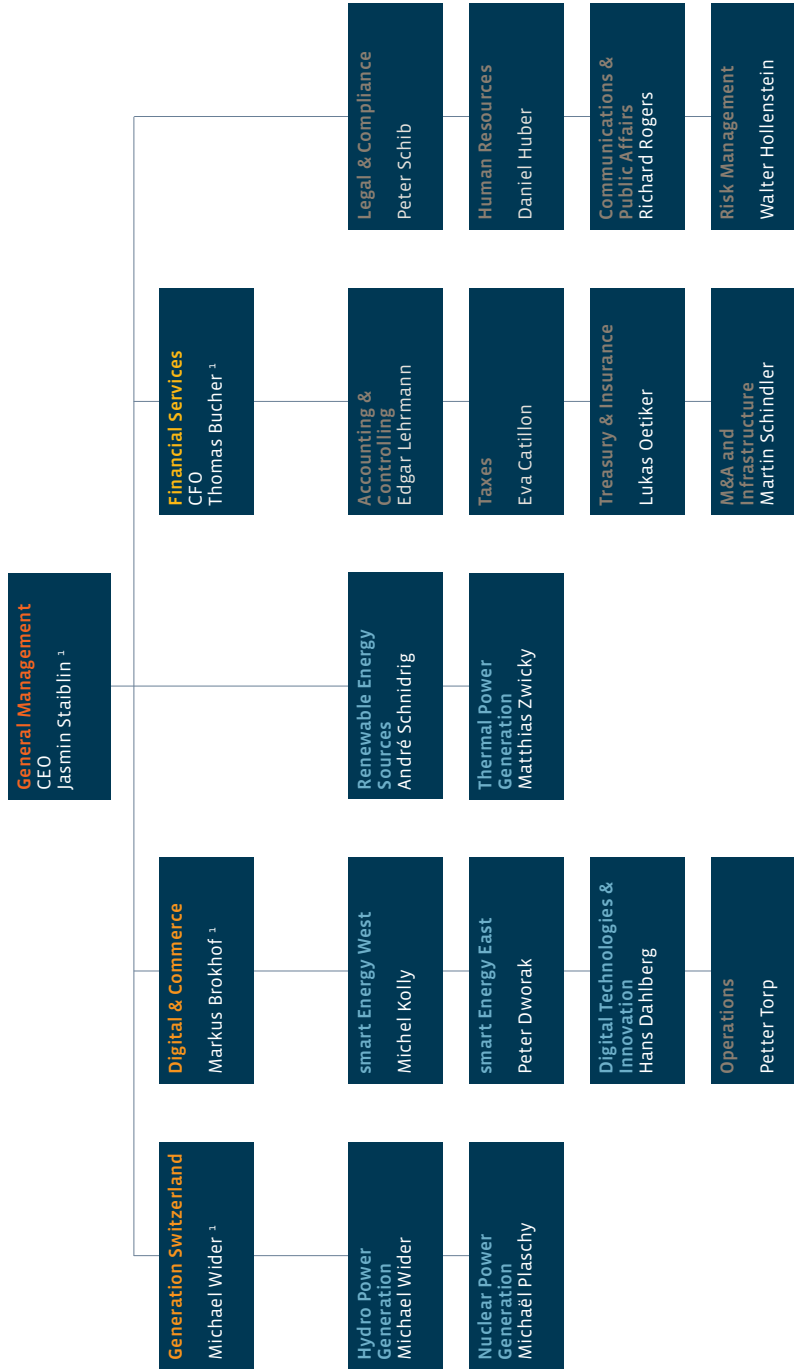 General Management
CEO
Jasmin Staiblin ¹
Generation Switzerland
Michael Wider ¹
Digital & Commerce
Markus Brokhof ¹
Financial Services
CFO
Thomas Bucher ¹
Hydro Power
Generation
Michael Wider
Nuclear Power
Generation
Michaël Plaschy
smart Energy West
Michel Kolly
smart Energy East
Peter Dworak
Digital Technologies &
Innovation
Hans Dahlberg
Operations
Petter Torp
Renewable Energy
Sources
André Schnidrig
Thermal Power
Generation
Matthias Zwicky
Accounting &
Controlling
Edgar Lehrmann
Taxes
Eva Catillon
Treasury & Insurance
Lukas Oetiker
M&A and
Infrastructure
Martin Schindler
Legal & Compliance
Peter Schib
Human Resources
Daniel Huber
Communications &
Public Affairs
Richard Rogers
Risk Management
Walter Hollenstein